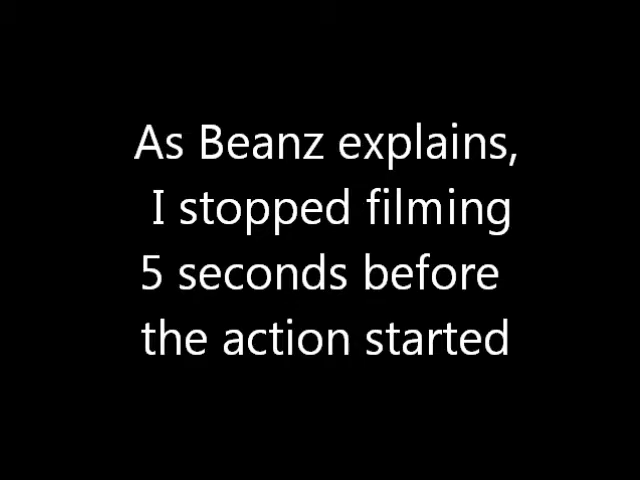 As Beanz explains,
I stopped filming
5 seconds before
the action started